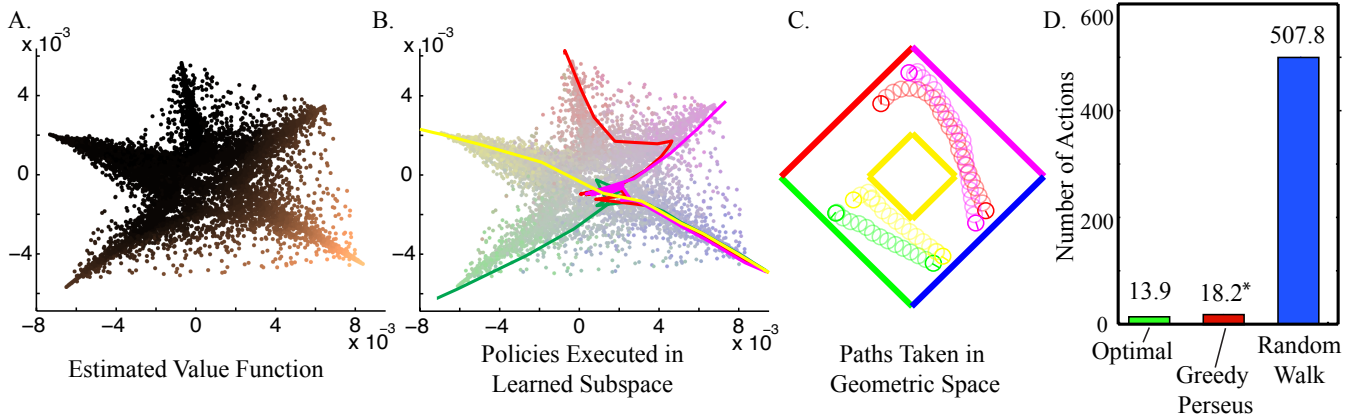 A.
x 10⁻³
4
0
−4
−8
−4
0
4
8
x 10⁻³
Estimated Value Function
B.
x 10⁻³
4
0
−4
−8
−4
0
4
8
x 10⁻³
Policies Executed in
Learned Subspace
C.
Paths Taken in
Geometric Space
D.
Number of Actions
600
400
200
0
13.9
18.2*
507.8
Optimal
Greedy
Perseus
Random
Walk